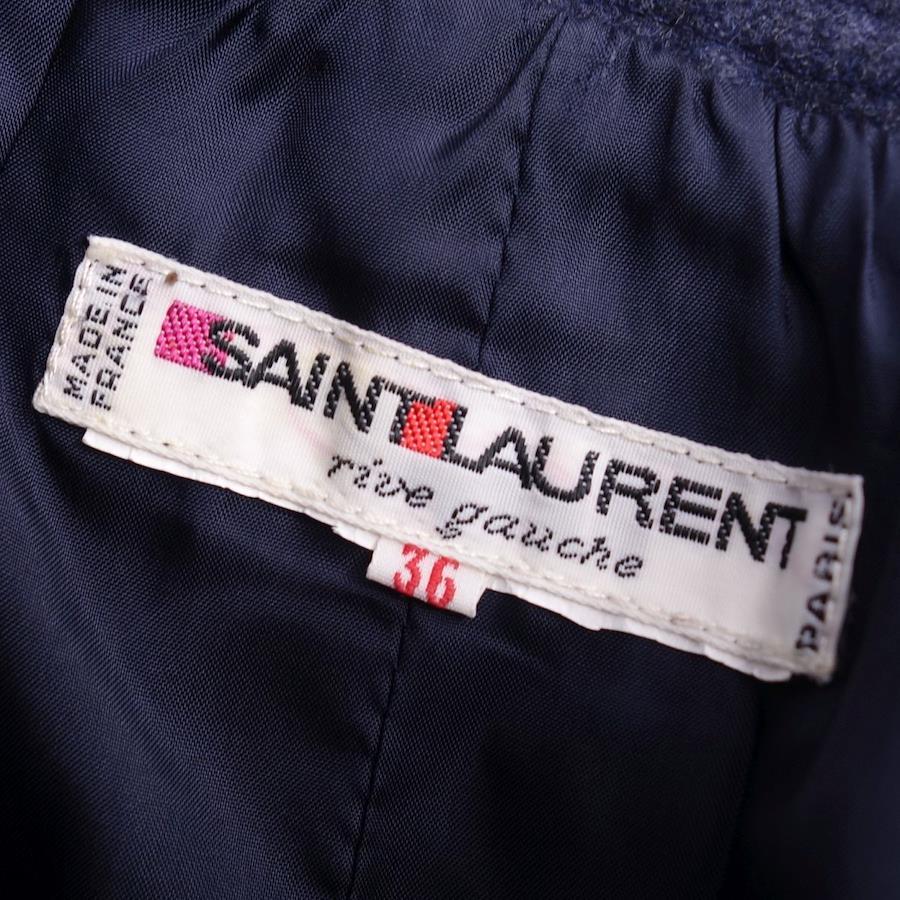 MADE IN
FRANCE
SAINT LAURENT
rive gauche
PARIS
36